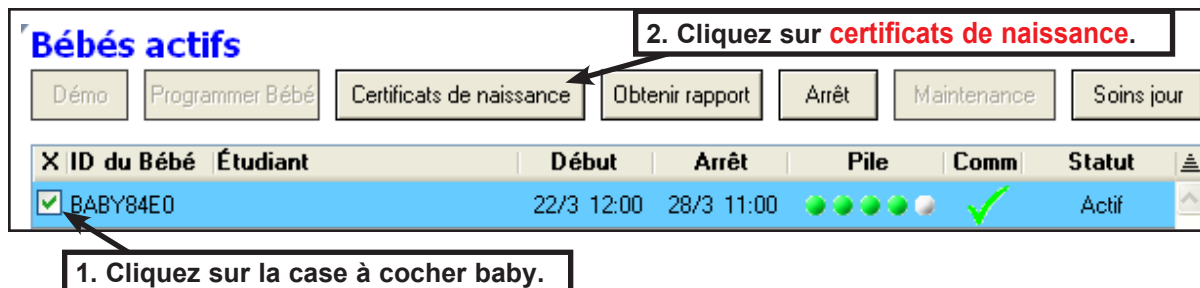 2. Cliquez sur certificats de naissance.
Bébés actifs
Démo Programmer Bébé Certificats de naissance Obtenir rapport Arrêt Maintenance Soins jour
X ID du Bébé Étudiant Début Arrêt Pile Comm Statut
BABY84E0 22/3 12:00 28/3 11:00 Actif
1. Cliquez sur la case à cocher baby.